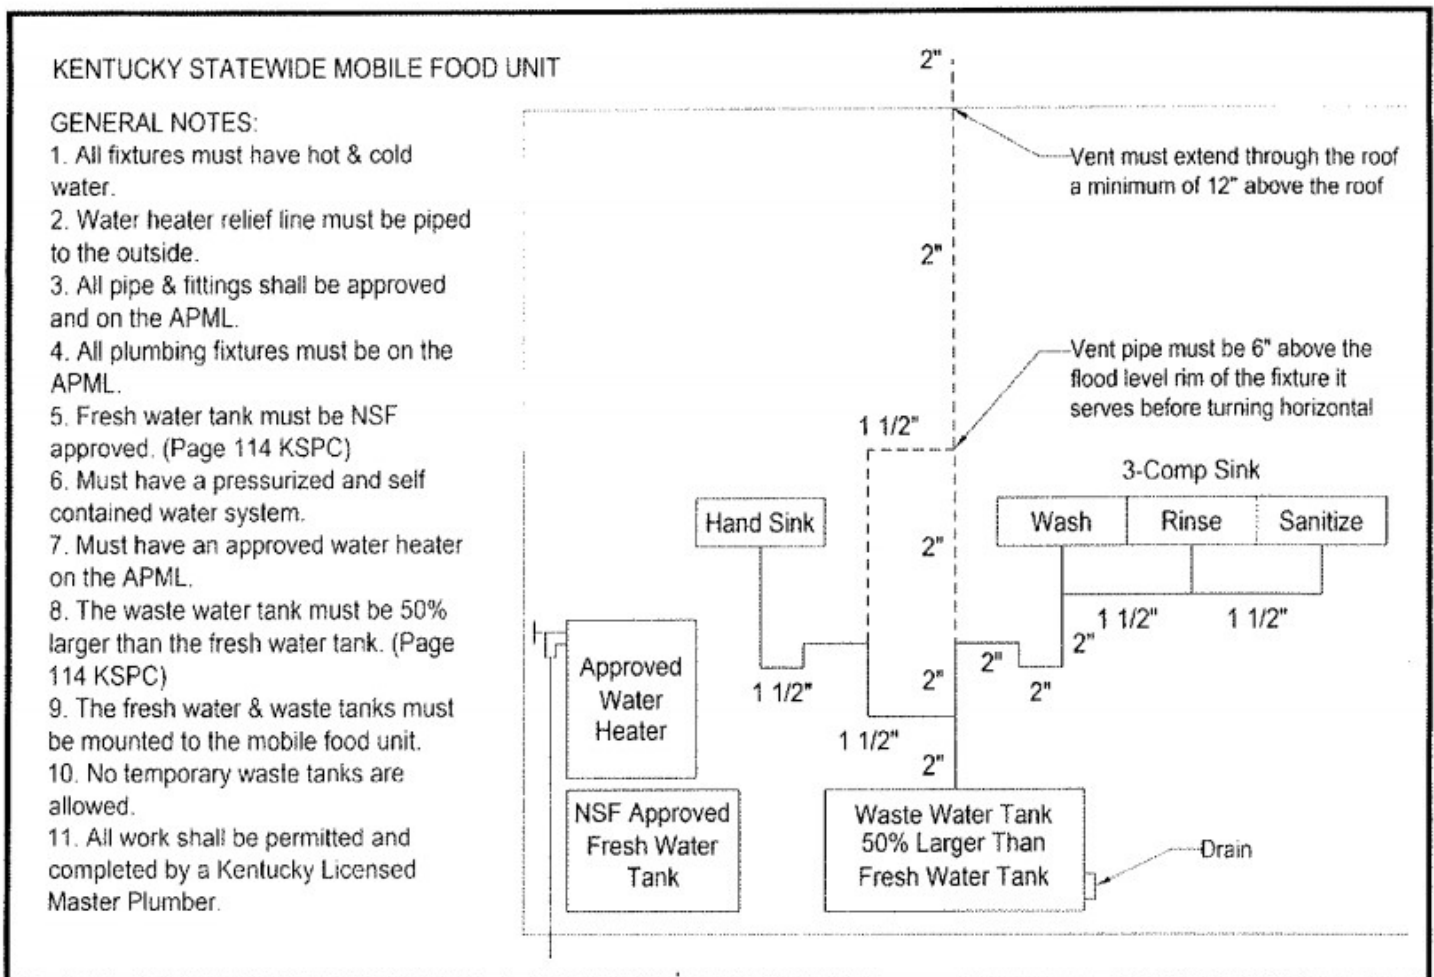 KENTUCKY STATEWIDE MOBILE FOOD UNIT
GENERAL NOTES:
1. All fixtures must have hot & cold
water.
2. Water heater relief line must be piped
to the outside.
3. All pipe & fittings shall be approved
and on the APML.
4. All plumbing fixtures must be on the
APML.
5. Fresh water tank must be NSF
approved. (Page 114 KSPC)
6. Must have a pressurized and self
contained water system.
7. Must have an approved water heater
on the APML.
8. The waste water tank must be 50%
larger than the fresh water tank. (Page
114 KSPC)
9. The fresh water & waste tanks must
be mounted to the mobile food unit.
10. No temporary waste tanks are
allowed.
11. All work shall be permitted and
completed by a Kentucky Licensed
Master Plumber.
2"
Vent must extend through the roof
a minimum of 12" above the roof
2"
Vent pipe must be 6" above the
flood level rim of the fixture it
serves before turning horizontal
1 1/2"
3-Comp Sink
Hand Sink
Wash
Rinse
Sanitize
2"
1 1/2"
1 1/2"
2"
2"
2"
2"
1 1/2"
1 1/2"
2"
Approved
Water
Heater
NSF Approved
Fresh Water
Tank
Waste Water Tank
50% Larger Than
Fresh Water Tank
Drain